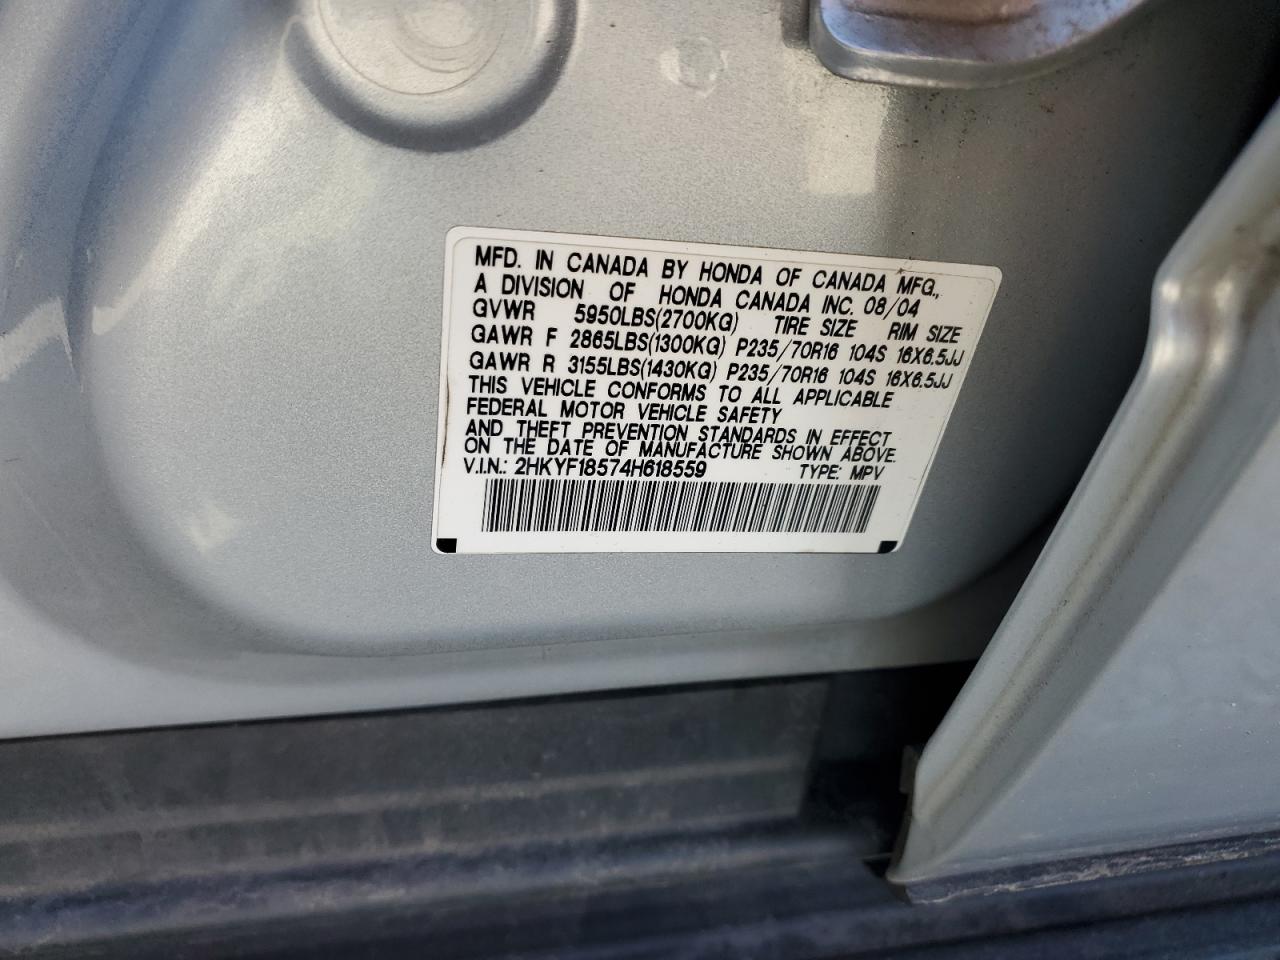 MFD. IN CANADA BY HONDA OF CANADA MFG.,
A DIVISION OF HONDA CANADA INC. 08/04
GVWR 5950LBS(2700KG) TIRE SIZE RIM SIZE
GAWR F 2865LBS(1300KG) P235/70R16 104S 16X6.5JJ
GAWR R 3155LBS(1430KG) P235/70R16 104S 16X6.5JJ
THIS VEHICLE CONFORMS TO ALL APPLICABLE
FEDERAL MOTOR VEHICLE SAFETY
AND THEFT PREVENTION STANDARDS IN EFFECT
ON THE DATE OF MANUFACTURE SHOWN ABOVE.
V.I.N.: 2HKYF18574H618559 TYPE: MPV